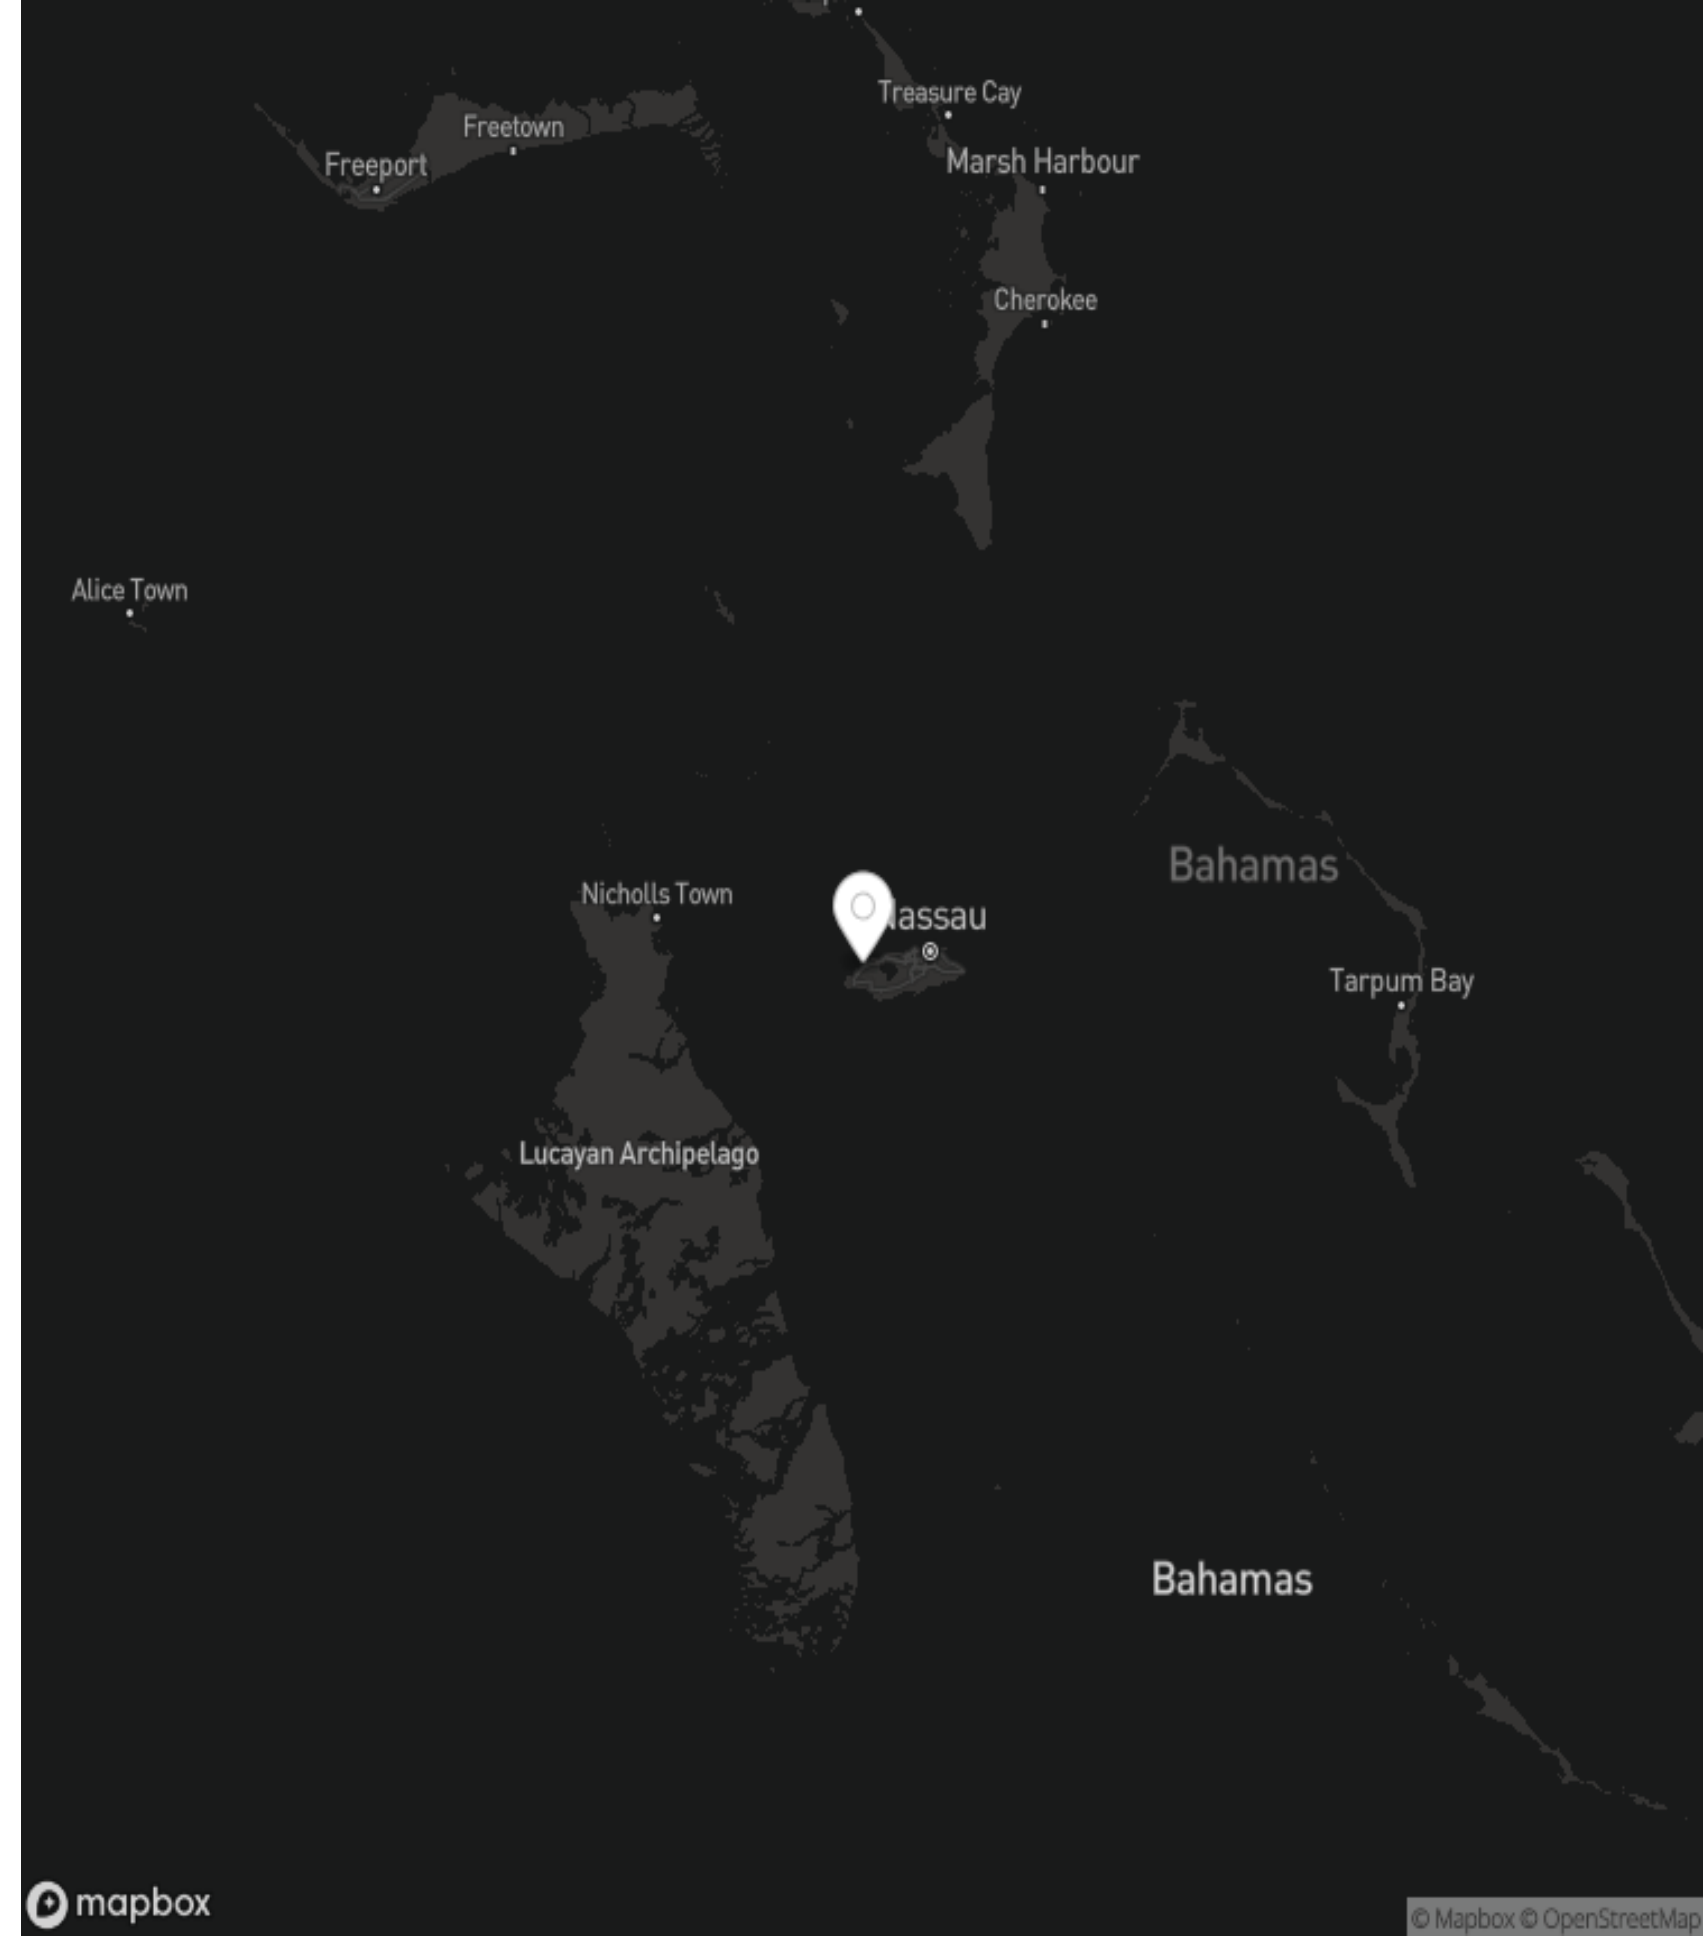 Treasure Cay
Freetown
Marsh Harbour
Freeport
Cherokee
Alice Town
Bahamas
Nicholls Town
assau
Tarpum Bay
Lucayan Archipelago
Bahamas
mapbox
© Mapbox © OpenStreetMap